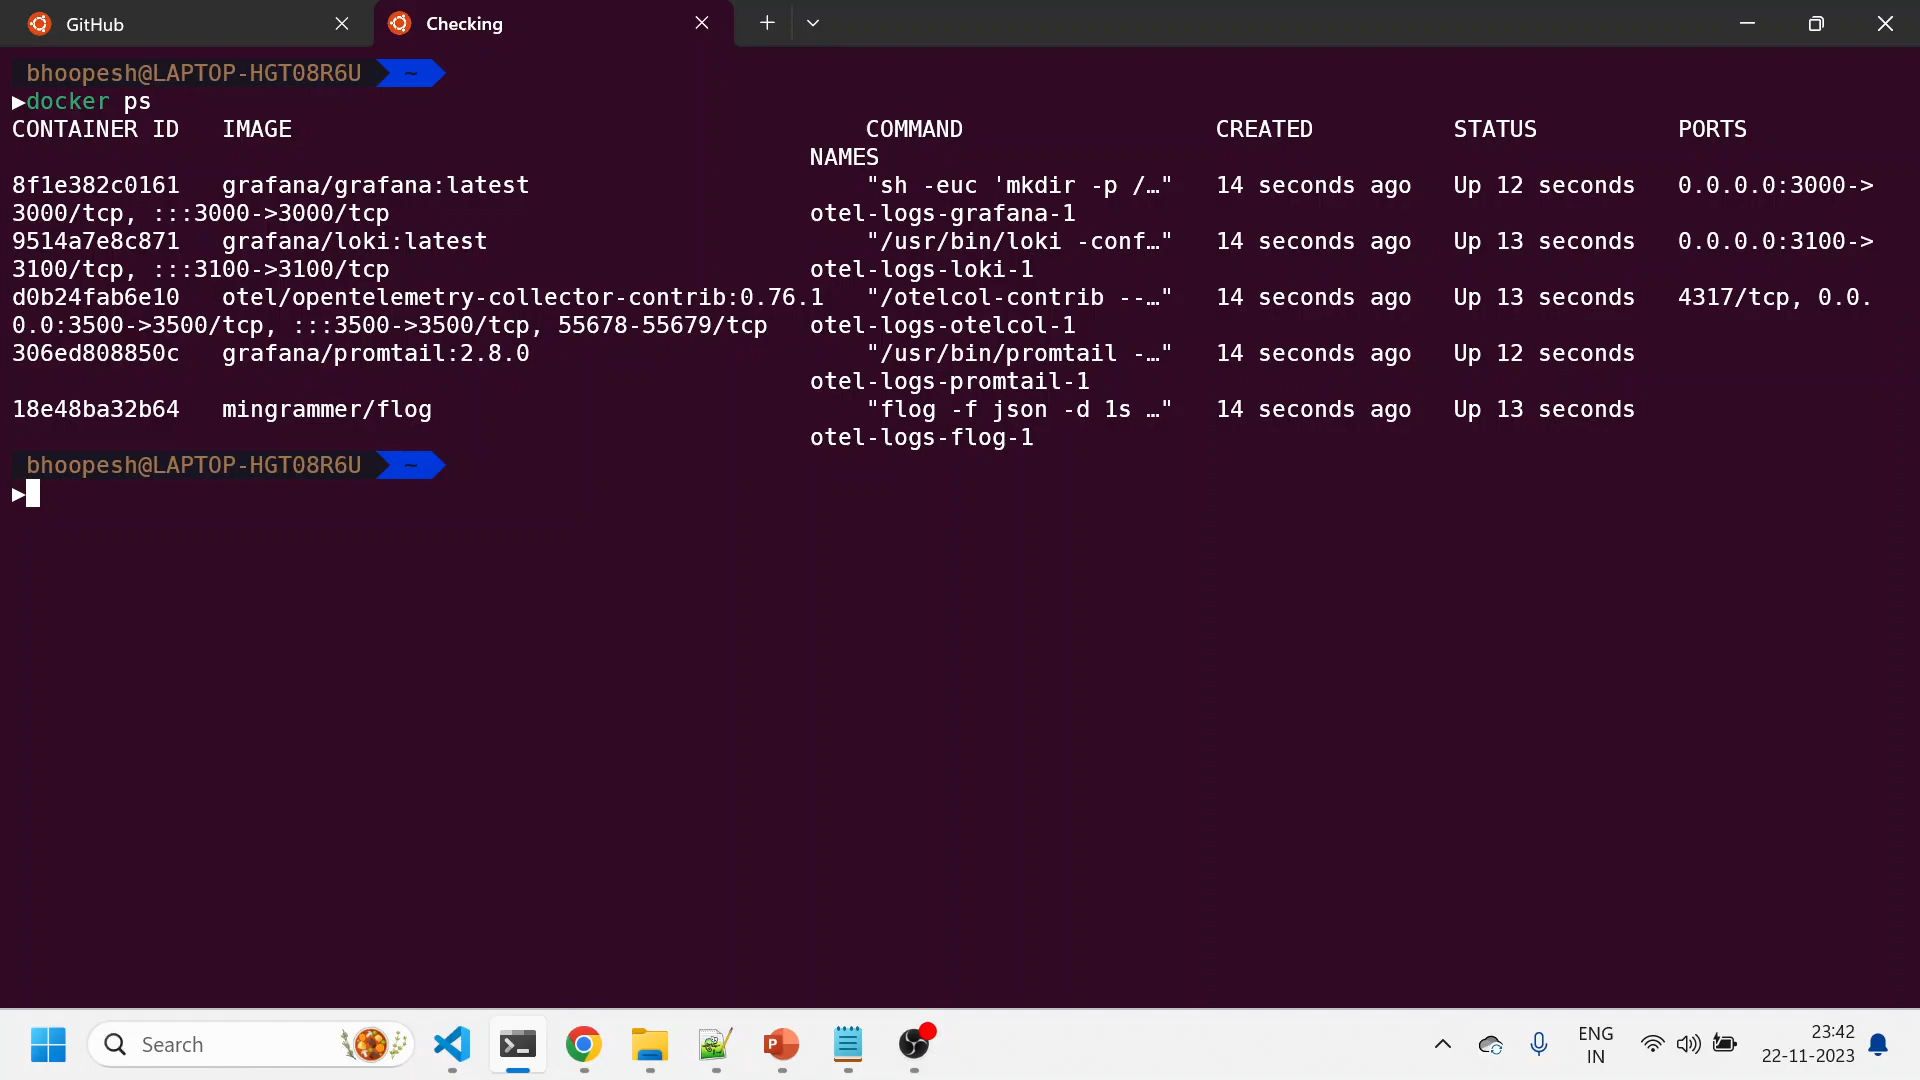 GitHub
Checking
bhoopesh@LAPTOP-HGT08R6U ~
▶docker ps
CONTAINER ID   IMAGE   COMMAND   CREATED   STATUS   PORTS
NAMES
8f1e382c0161   grafana/grafana:latest   "sh -euc 'mkdir -p /…"   14 seconds ago   Up 12 seconds   0.0.0.0:3000->
3000/tcp, :::3000->3000/tcp   otel-logs-grafana-1
9514a7e8c871   grafana/loki:latest   "/usr/bin/loki -conf…"   14 seconds ago   Up 13 seconds   0.0.0.0:3100->
3100/tcp, :::3100->3100/tcp   otel-logs-loki-1
d0b24fab6e10   otel/opentelemetry-collector-contrib:0.76.1   "/otelcol-contrib --…"   14 seconds ago   Up 13 seconds   4317/tcp, 0.0.
0.0:3500->3500/tcp, :::3500->3500/tcp, 55678-55679/tcp   otel-logs-otelcol-1
306ed808850c   grafana/promtail:2.8.0   "/usr/bin/promtail -…"   14 seconds ago   Up 12 seconds
otel-logs-promtail-1
18e48ba32b64   mingrammer/flog   "flog -f json -d 1s …"   14 seconds ago   Up 13 seconds
otel-logs-flog-1
bhoopesh@LAPTOP-HGT08R6U ~
▶
Search
P
ENG
IN
23:42
22-11-2023